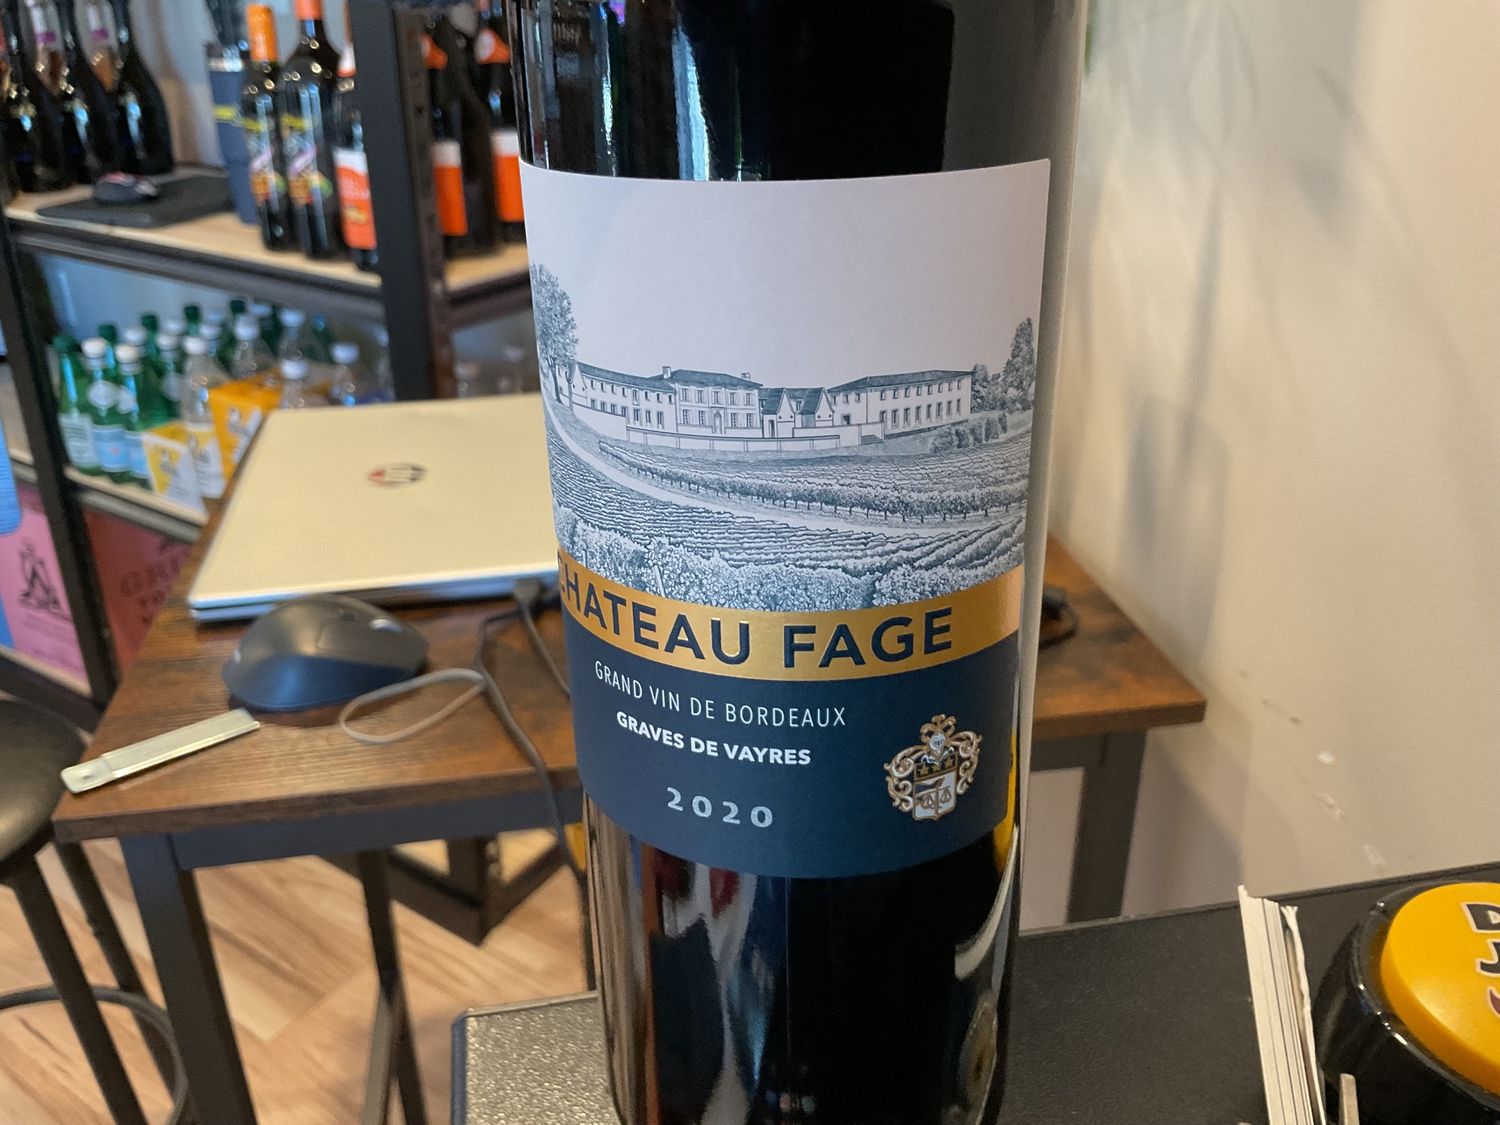 CHATEAU FAGE
GRAND VIN DE BORDEAUX
GRAVES DE VAYRES
2020